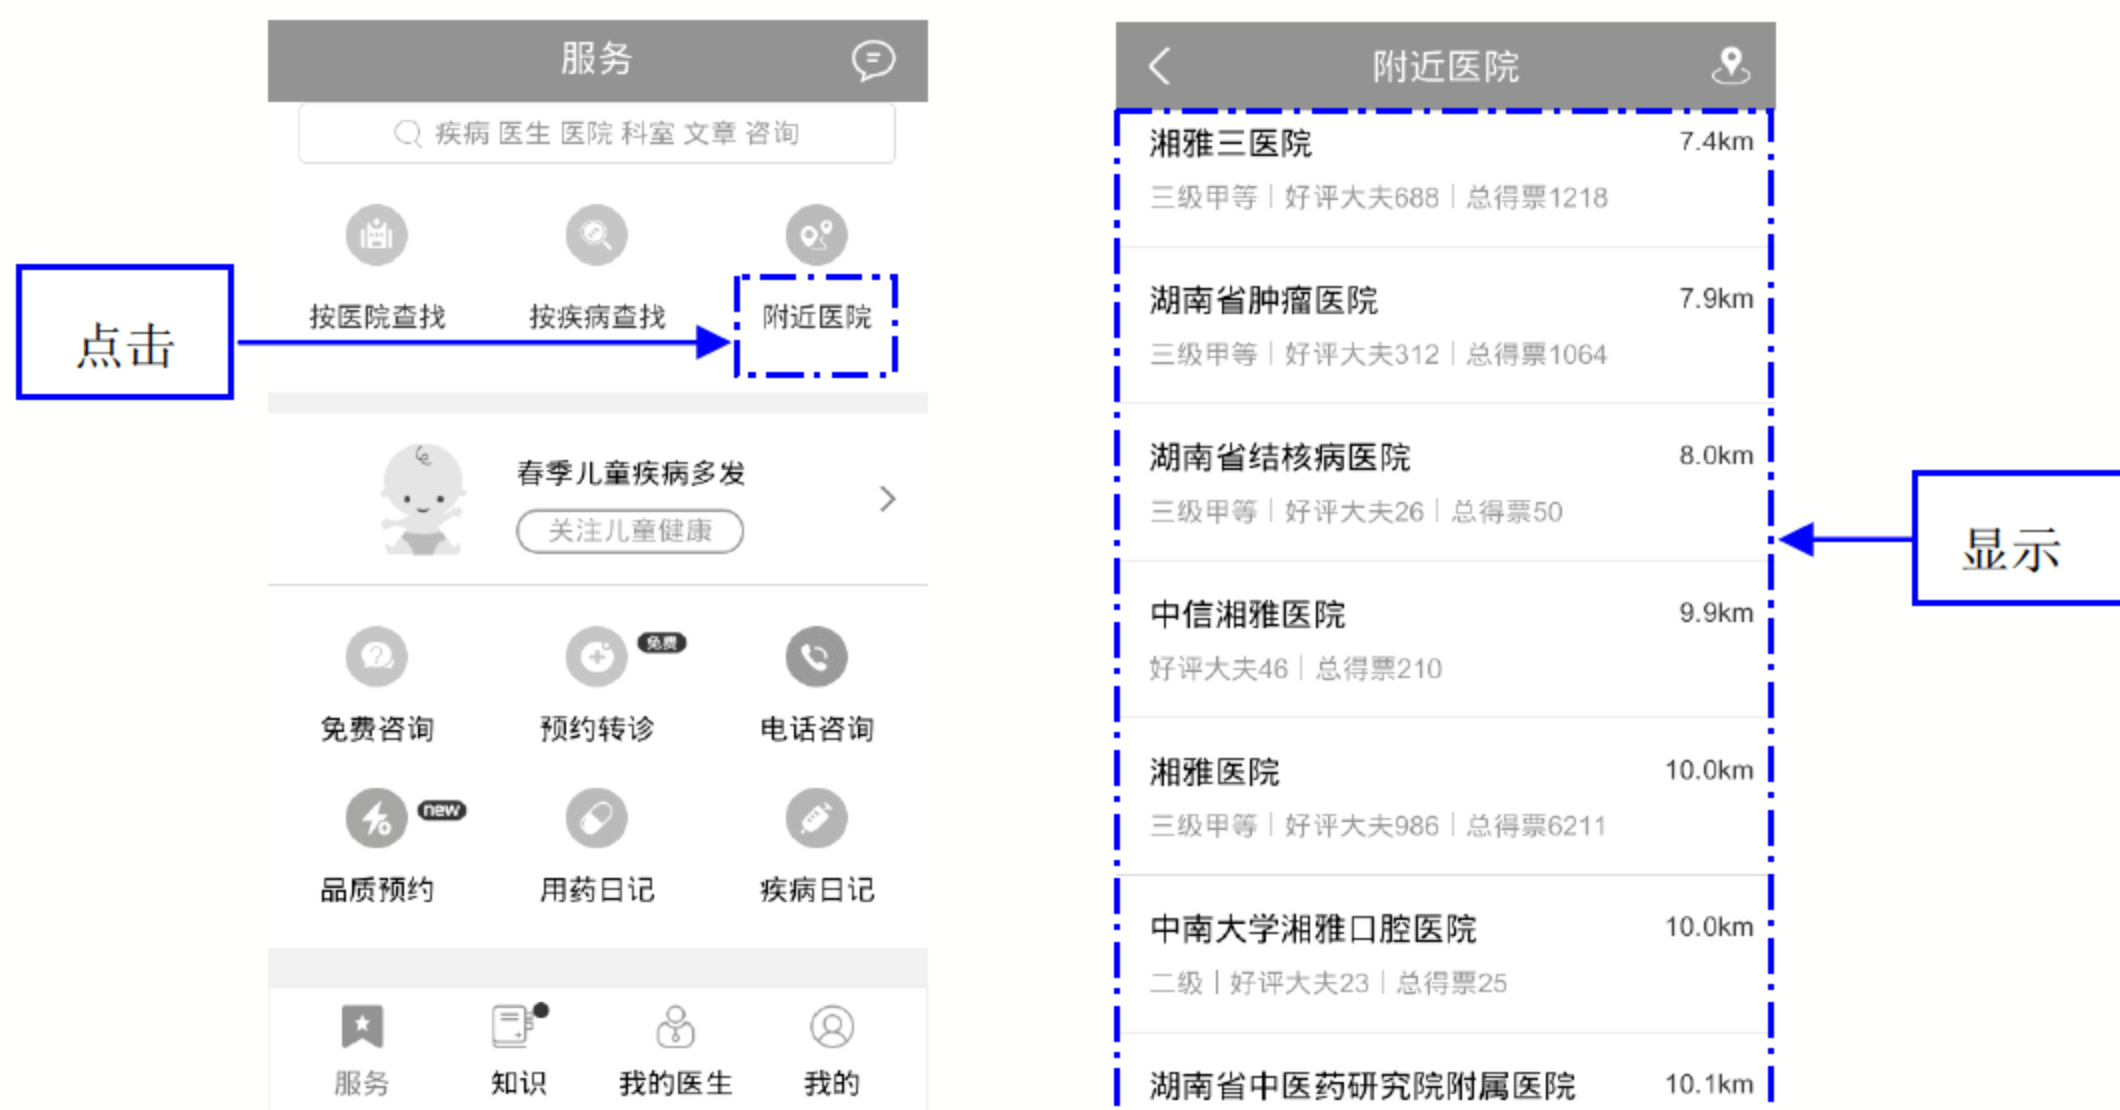 服务
疾病 医生 医院 科室 文章 咨询
按医院查找
按疾病查找
附近医院
点击
春季儿童疾病多发
关注儿童健康
免费
免费咨询
预约转诊
电话咨询
new
品质预约
用药日记
疾病日记
服务
知识
我的医生
我的
附近医院
湘雅三医院 7.4km
三级甲等 | 好评大夫688 | 总得票1218
湖南省肿瘤医院 7.9km
三级甲等 | 好评大夫312 | 总得票1064
湖南省结核病医院 8.0km
三级甲等 | 好评大夫26 | 总得票50
中信湘雅医院 9.9km
好评大夫46 | 总得票210
湘雅医院 10.0km
三级甲等 | 好评大夫986 | 总得票6211
中南大学湘雅口腔医院 10.0km
二级 | 好评大夫23 | 总得票25
湖南省中医药研究院附属医院 10.1km
显示